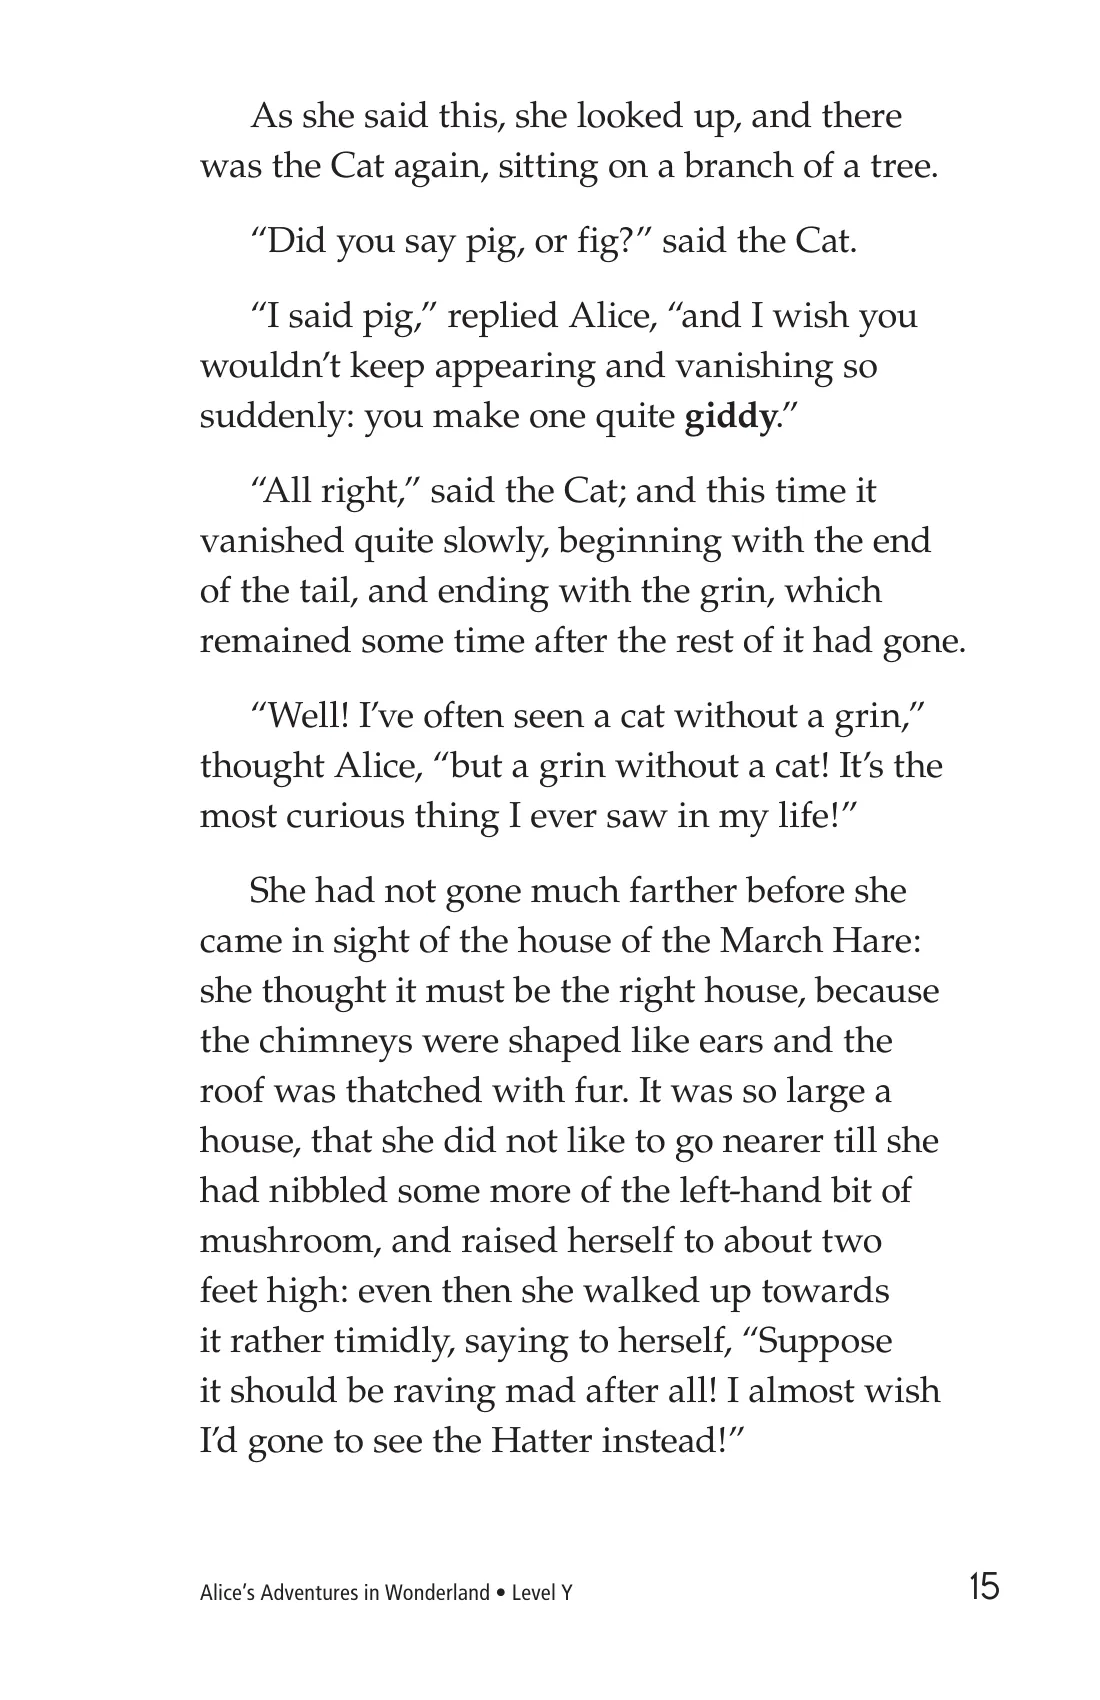 As she said this, she looked up, and there
was the Cat again, sitting on a branch of a tree.
“Did you say pig, or fig?” said the Cat.
“I said pig,” replied Alice, “and I wish you
wouldn’t keep appearing and vanishing so
suddenly: you make one quite giddy.”
“All right,” said the Cat; and this time it
vanished quite slowly, beginning with the end
of the tail, and ending with the grin, which
remained some time after the rest of it had gone.
“Well! I’ve often seen a cat without a grin,”
thought Alice, “but a grin without a cat! It’s the
most curious thing I ever saw in my life!”
She had not gone much farther before she
came in sight of the house of the March Hare:
she thought it must be the right house, because
the chimneys were shaped like ears and the
roof was thatched with fur. It was so large a
house, that she did not like to go nearer till she
had nibbled some more of the left-hand bit of
mushroom, and raised herself to about two
feet high: even then she walked up towards
it rather timidly, saying to herself, “Suppose
it should be raving mad after all! I almost wish
I’d gone to see the Hatter instead!”
Alice’s Adventures in Wonderland • Level Y 15